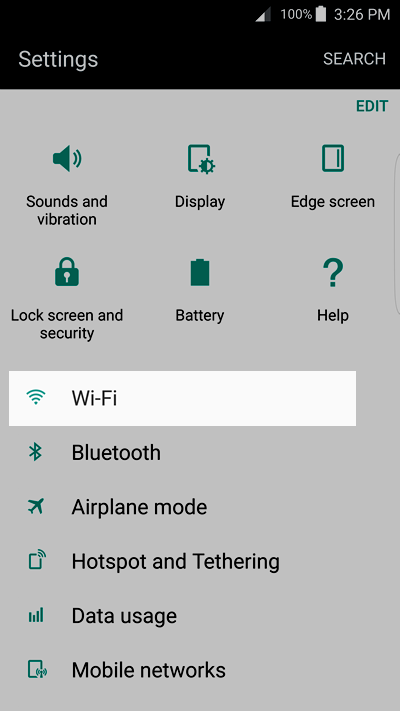 100% 3:26 PM
Settings SEARCH
EDIT
Sounds and vibration
Display
Edge screen
Lock screen and security
Battery
Help
Wi-Fi
Bluetooth
Airplane mode
Hotspot and Tethering
Data usage
Mobile networks